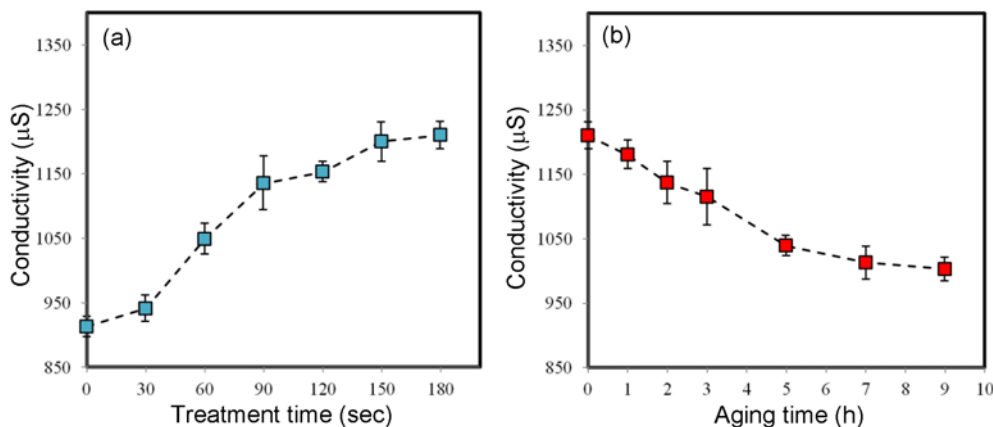 (a)
Conductivity (µS)
1350
1250
1150
1050
950
850
0 30 60 90 120 150 180
Treatment time (sec)
(b)
Conductivity (µS)
1350
1250
1150
1050
950
850
0 1 2 3 4 5 6 7 8 9 10
Aging time (h)